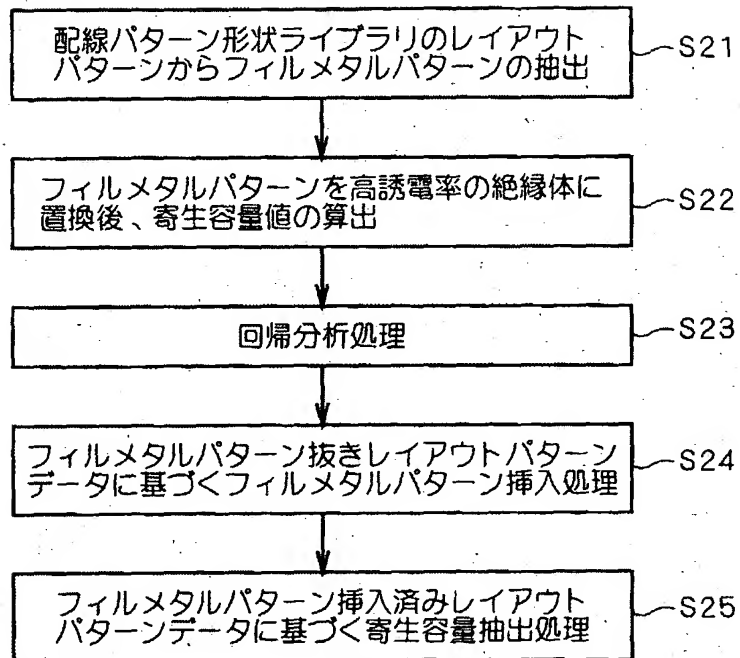 配線パターン形状ライブラリのレイアウト
パターンからフィルメタルパターンの抽出
S21
フィルメタルパターンを高誘電率の絶縁体に
置換後、寄生容量値の算出
S22
回帰分析処理
S23
フィルメタルパターン抜きレイアウトパターン
データに基づくフィルメタルパターン挿入処理
S24
フィルメタルパターン挿入済みレイアウト
パターンデータに基づく寄生容量抽出処理
S25